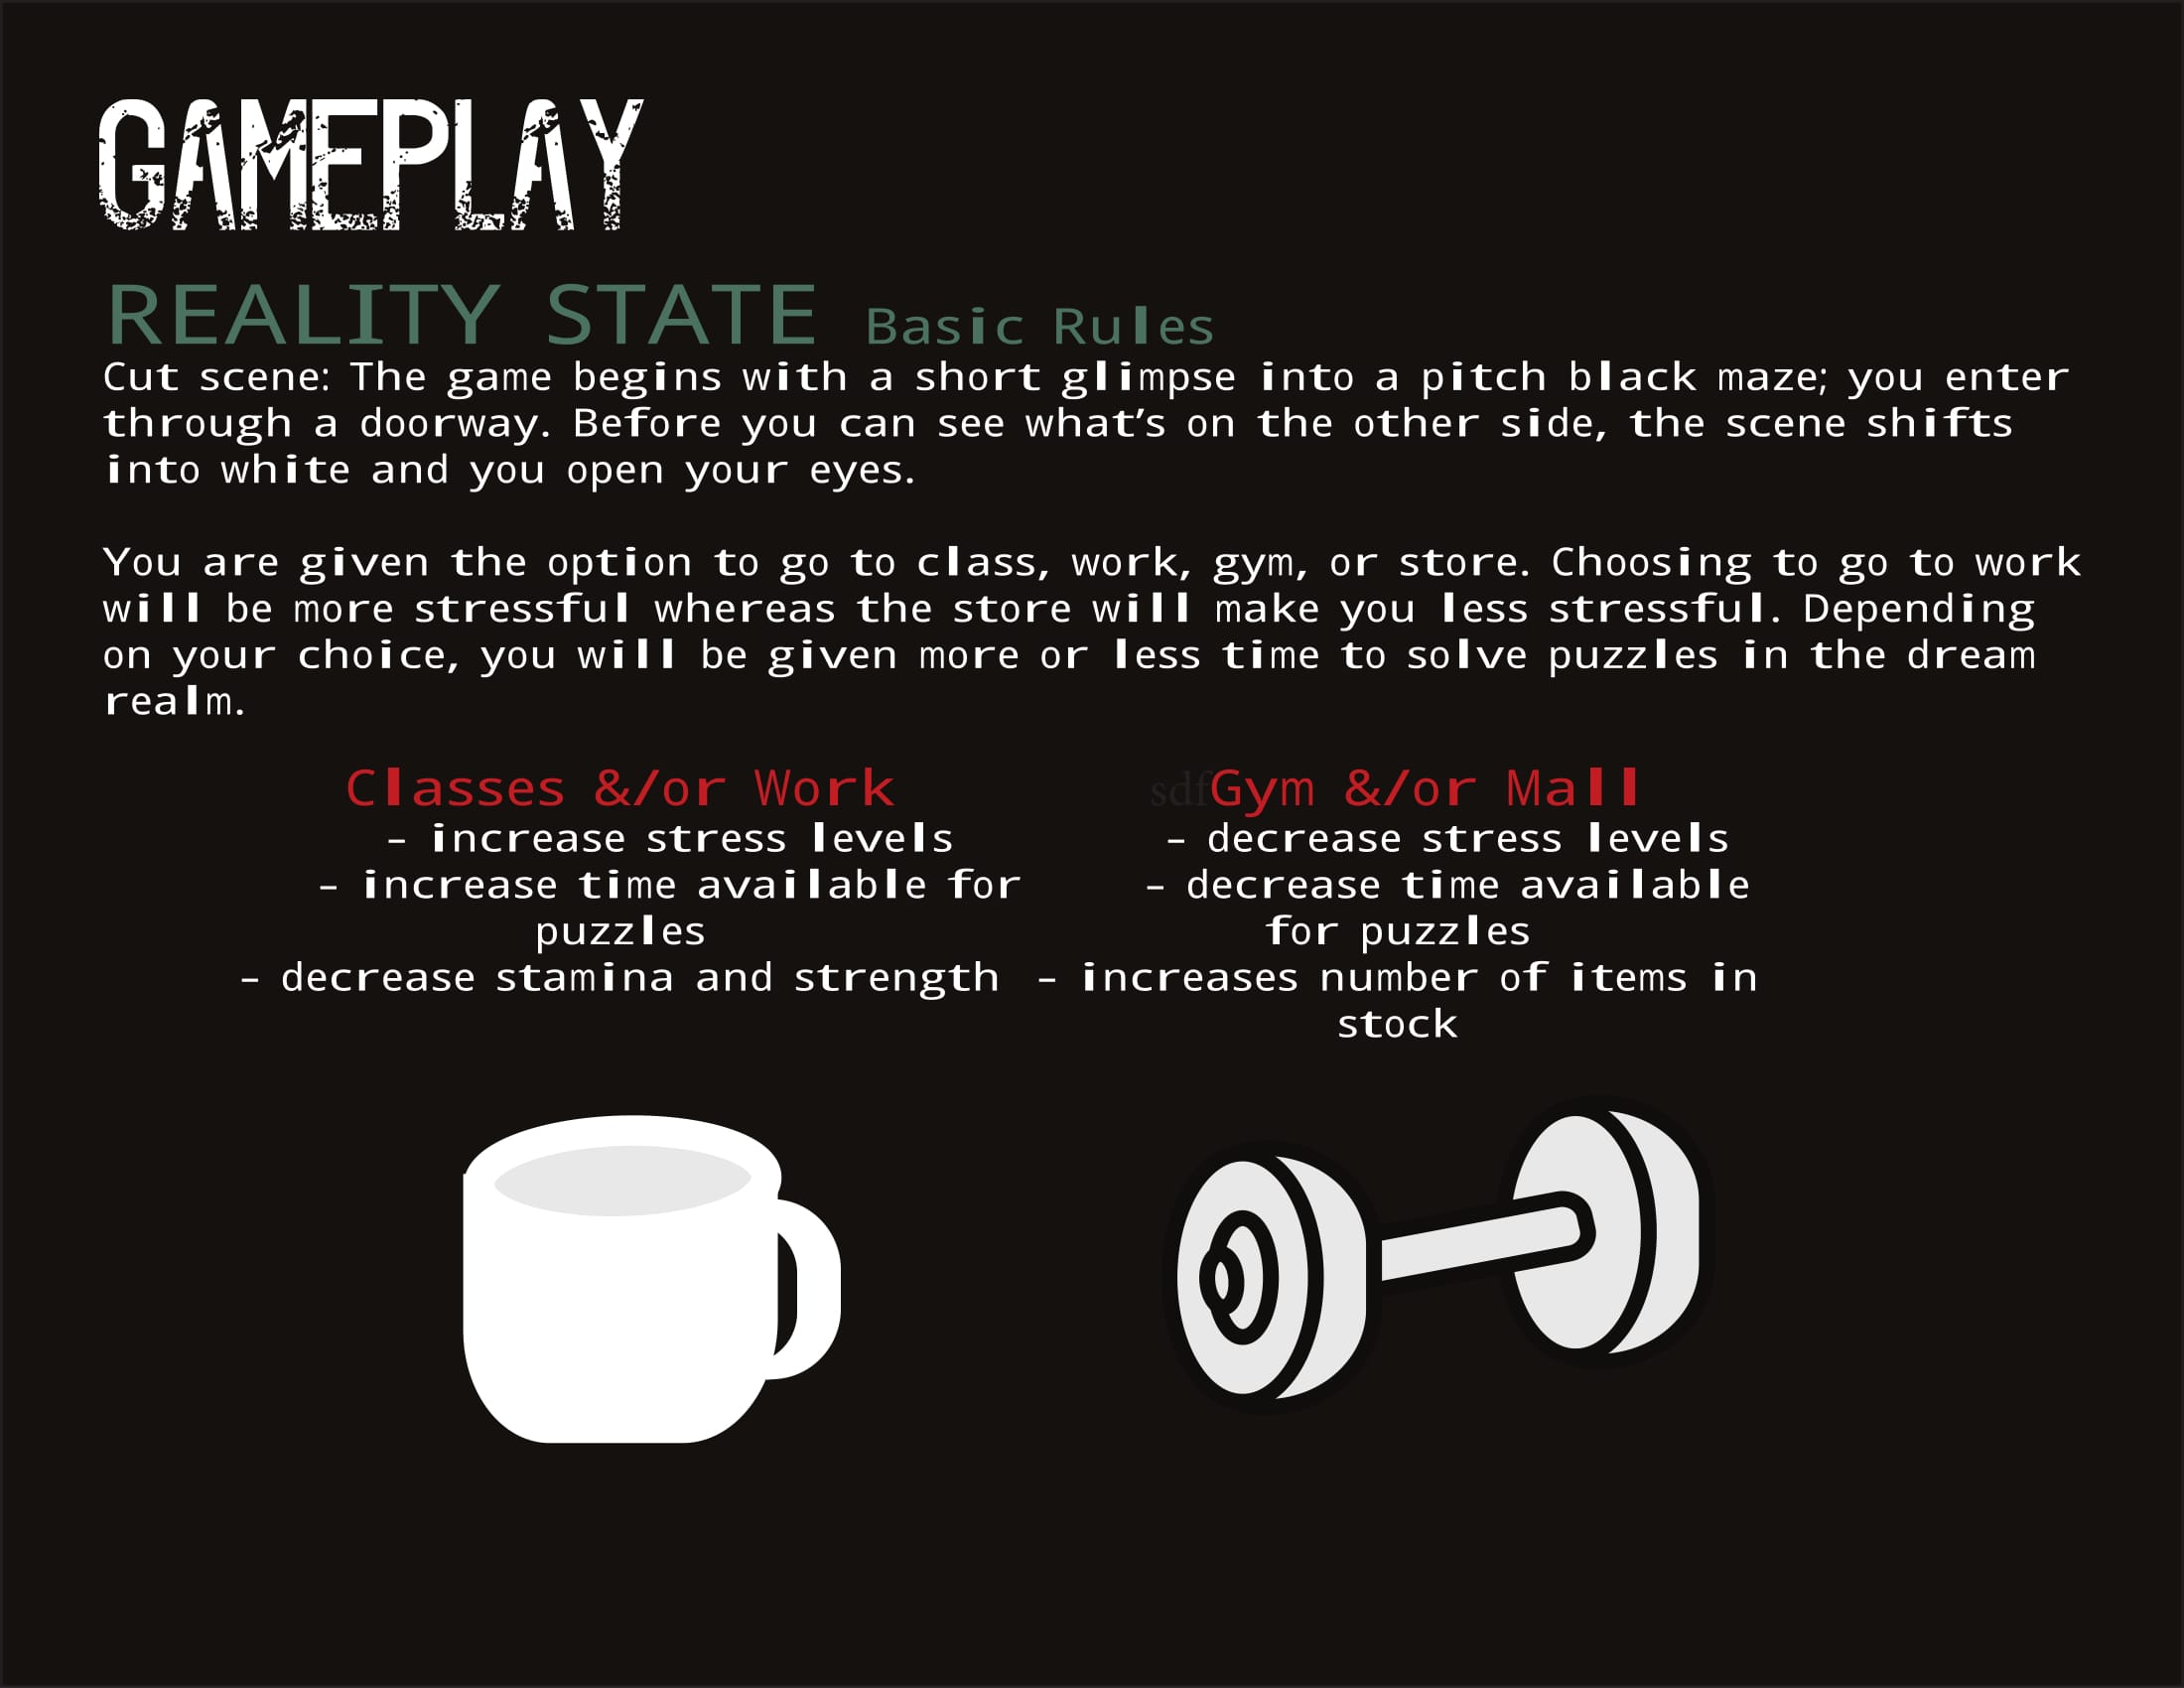 GAMEPLAY
REALITY STATE Basic Rules
Cut scene: The game begins with a short glimpse into a pitch black maze; you enter
through a doorway. Before you can see what’s on the other side, the scene shifts
into white and you open your eyes.
You are given the option to go to class, work, gym, or store. Choosing to go to work
will be more stressful whereas the store will make you less stressful. Depending
on your choice, you will be given more or less time to solve puzzles in the dream
realm.
Classes &/or Work
– increase stress levels
– increase time available for
puzzles
– decrease stamina and strength
sdfGym &/or Mall
– decrease stress levels
– decrease time available
for puzzles
– increases number of items in
stock